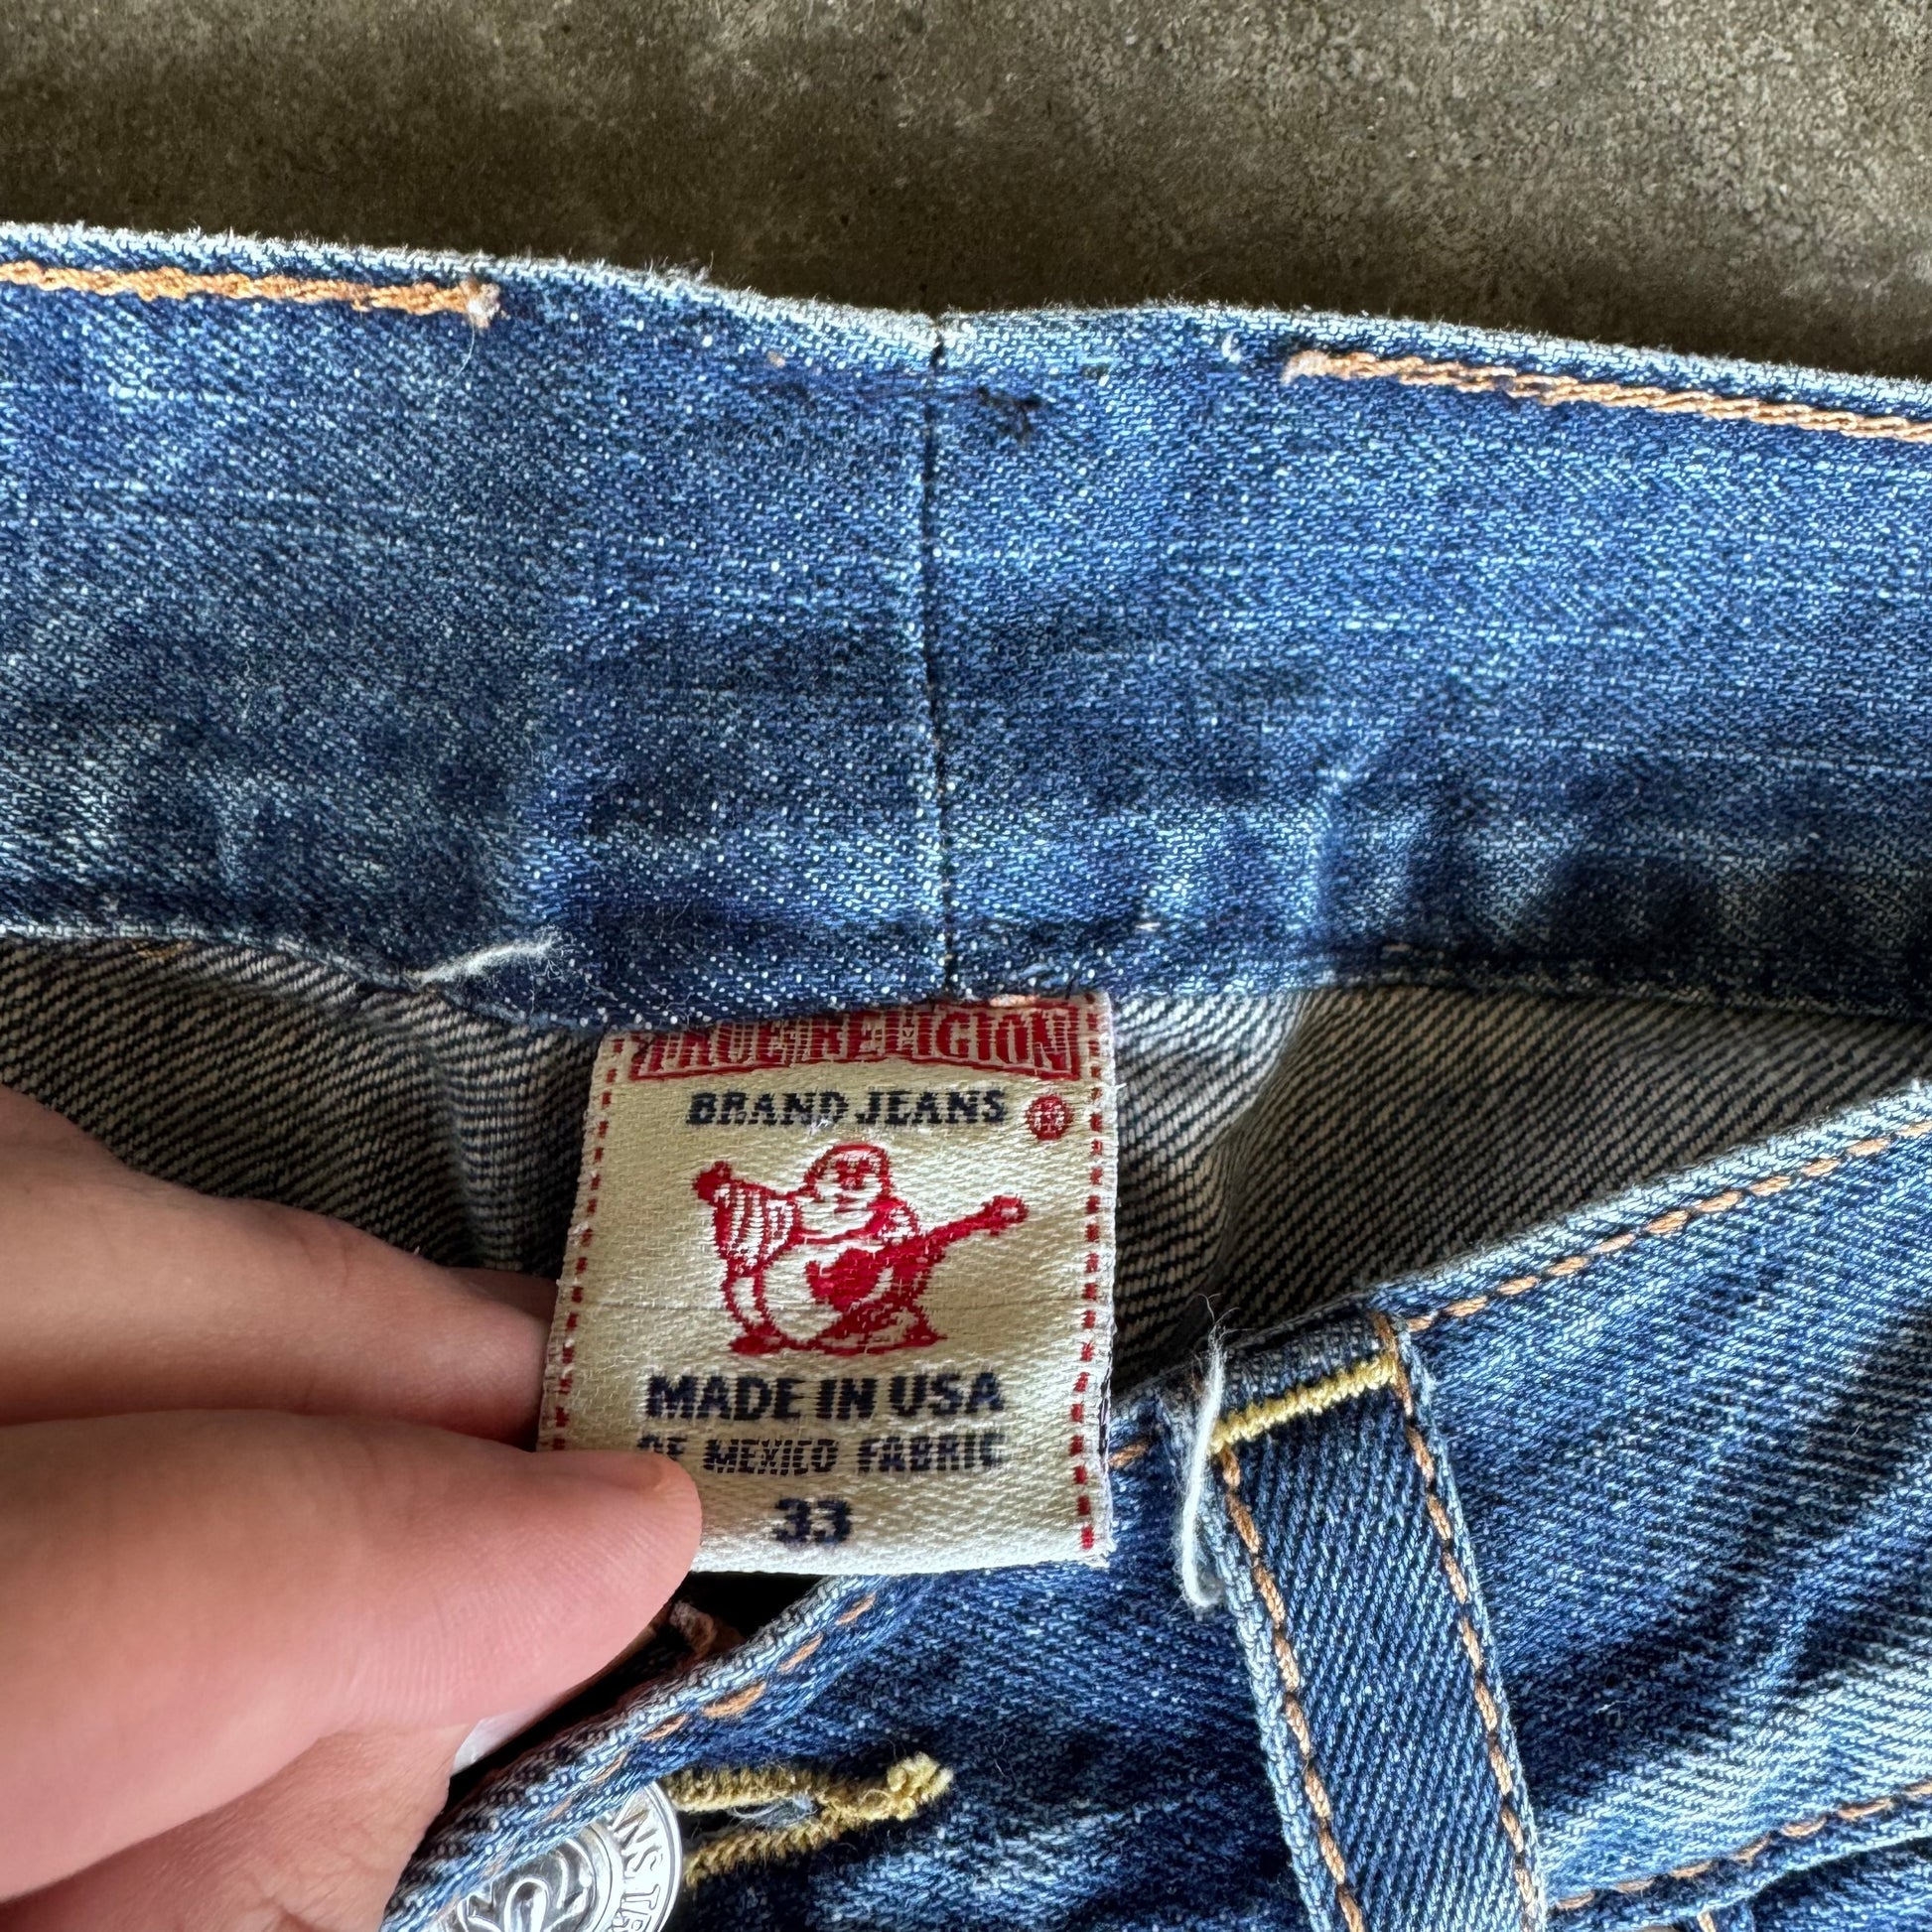 TRUE RELIGION
BRAND JEANS ®
MADE IN USA
OF MEXICO FABRIC
33